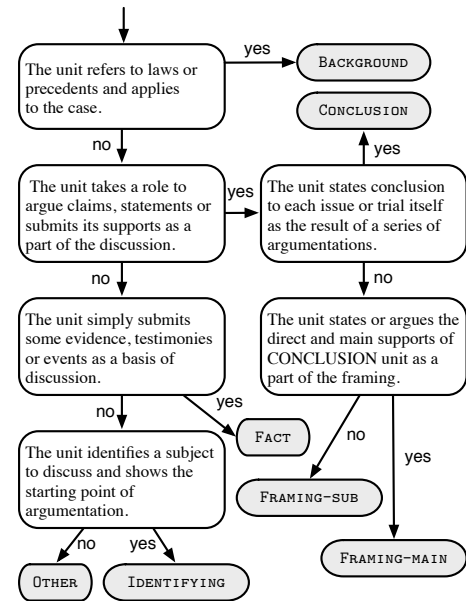 The unit refers to laws or
precedents and applies
to the case.
yes
BACKGROUND
CONCLUSION
no
yes
The unit takes a role to
argue claims, statements or
submits its supports as a
part of the discussion.
yes
The unit states conclusion
to each issue or trial itself
as the result of a series of
argumentations.
no
no
The unit simply submits
some evidence, testimonies
or events as a basis of
discussion.
The unit states or argues the
direct and main supports of
CONCLUSION unit as a
part of the framing.
no
yes
FACT
no
yes
The unit identifies a subject
to discuss and shows the
starting point of
argumentation.
FRAMING-SUB
no
yes
FRAMING-MAIN
OTHER
IDENTIFYING